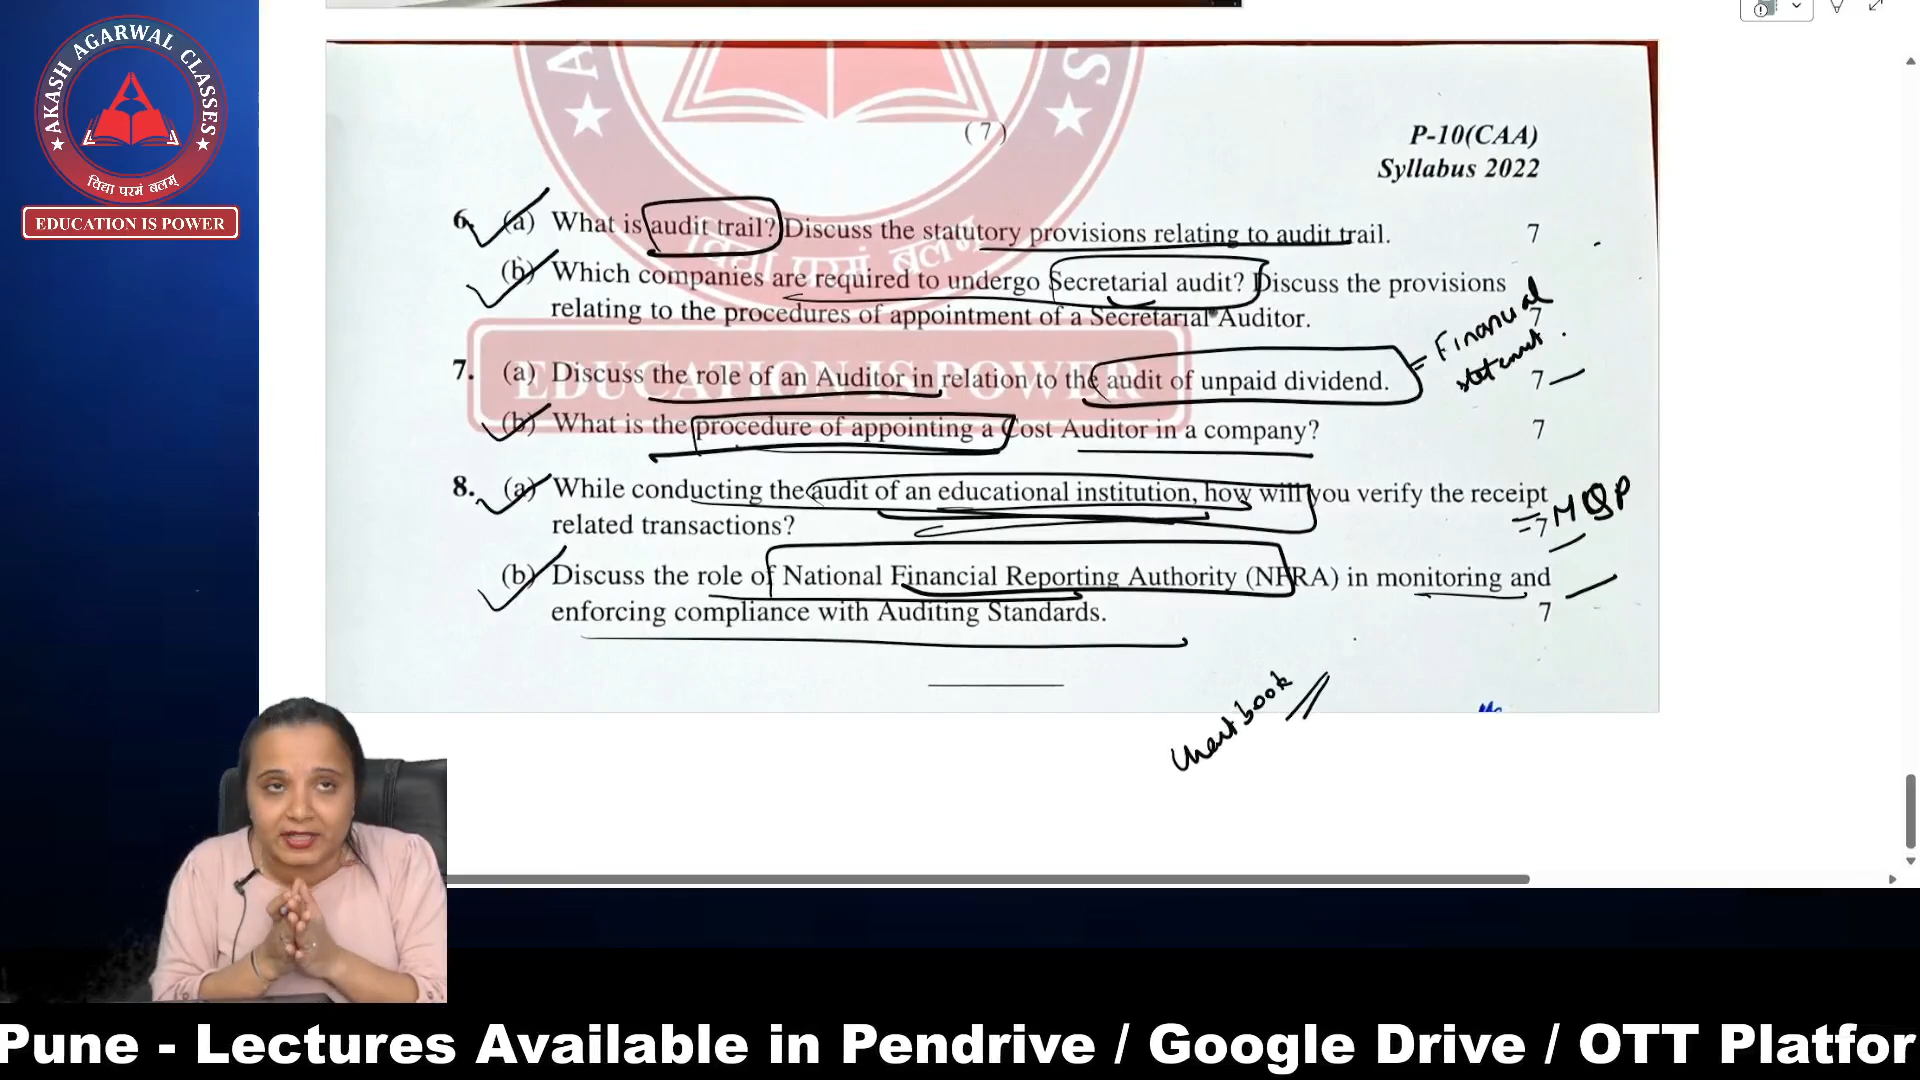 AKASH AGARWAL CLASSES
विद्या परमं बलम्
EDUCATION IS POWER
(7)
P-10(CAA)
Syllabus 2022
6. (a) What is audit trail? Discuss the statutory provisions relating to audit trail. 7
(b) Which companies are required to undergo Secretarial audit? Discuss the provisions
relating to the procedures of appointment of a Secretarial Auditor. 7
= Financial
statement
EDUCATION IS POWER
7. (a) Discuss the role of an Auditor in relation to the audit of unpaid dividend. 7
(b) What is the procedure of appointing a Cost Auditor in a company? 7
8. (a) While conducting the audit of an educational institution, how will you verify the receipt
related transactions? 7
MQP
(b) Discuss the role of National Financial Reporting Authority (NFRA) in monitoring and
enforcing compliance with Auditing Standards. 7
Chart book
Pune - Lectures Available in Pendrive / Google Drive / OTT Platfor